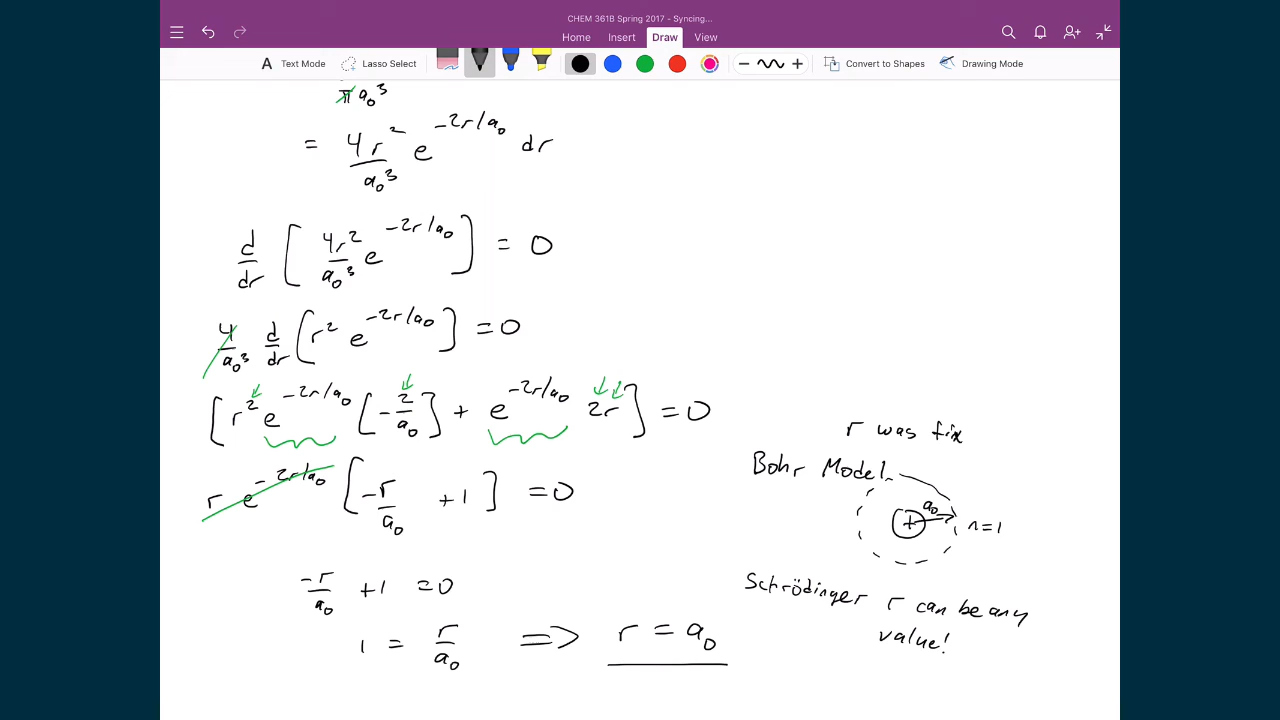 CHEM 361B Spring 2017 - Syncing...
Home Insert Draw View
Text Mode Lasso Select Convert to Shapes Drawing Mode
π a₀³
= 4r²/a₀³ e^(-2r/a₀) dr
d/dr [ 4r²/a₀³ e^(-2r/a₀) ] = 0
4/a₀³ d/dr [ r² e^(-2r/a₀) ] = 0
[ r² e^(-2r/a₀) [ -2/a₀ ] + e^(-2r/a₀) 2r ] = 0
r e^(-2r/a₀) [ -r/a₀ + 1 ] = 0
-r/a₀ + 1 = 0
1 = r/a₀ => r = a₀
r was fix
Bohr Model
a₀
+
n=1
Schrödinger r can be any
value!